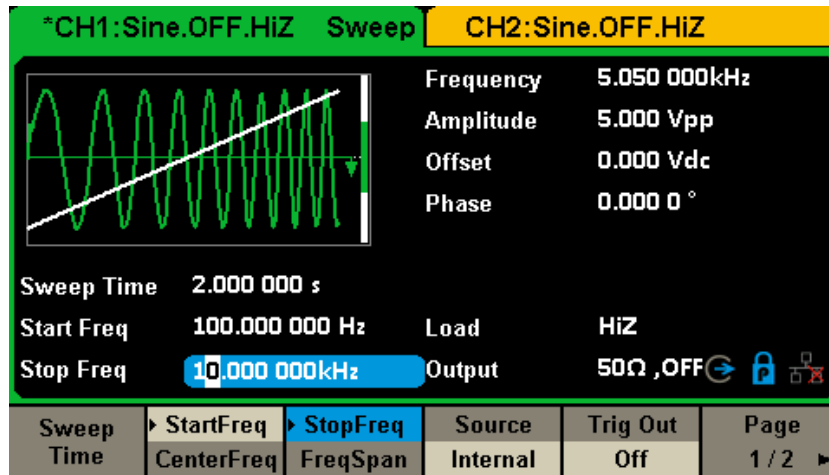 *CH1:Sine.OFF.HiZ Sweep CH2:Sine.OFF.HiZ
Frequency 5.050 000kHz
Amplitude 5.000 Vpp
Offset 0.000 Vdc
Phase 0.000 0 °
Sweep Time 2.000 000 s
Start Freq 100.000 000 Hz Load HiZ
Stop Freq 10.000 000kHz Output 50Ω ,OFF P
Sweep Time StartFreq CenterFreq StopFreq FreqSpan Source Internal Trig Out Off Page 1/2